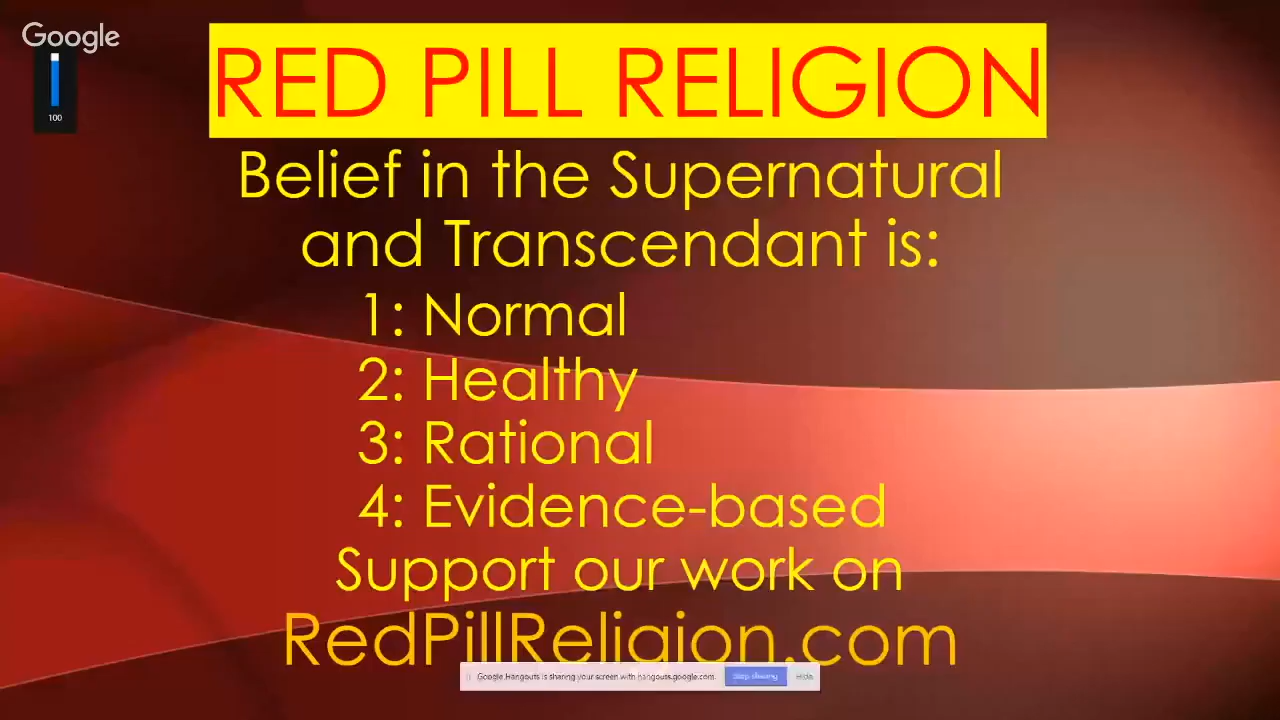 Google
RED PILL RELIGION
100
Belief in the Supernatural
and Transcendant is:
1: Normal
2: Healthy
3: Rational
4: Evidence-based
Support our work on
RedPillReligion.com
Google Hangouts is sharing your screen with hangouts.google.com. Stop sharing Hide